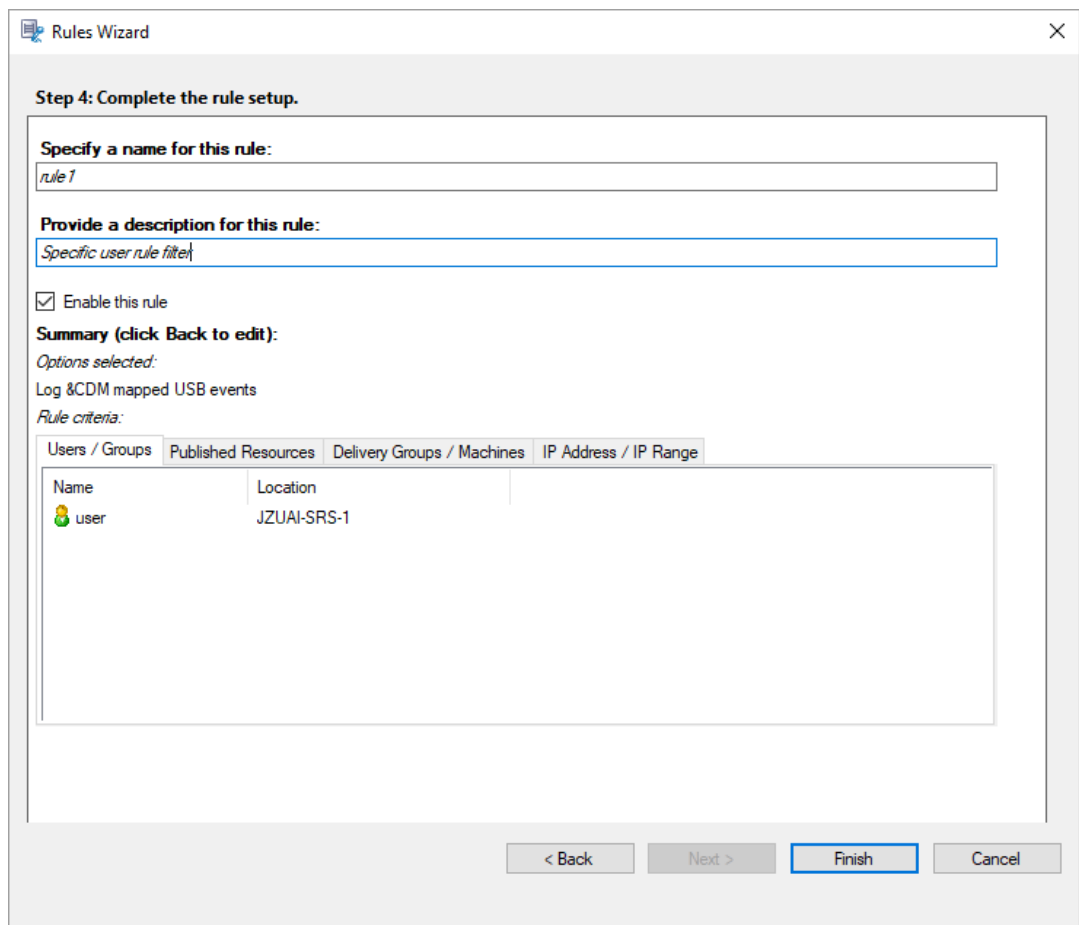 Rules Wizard
Step 4: Complete the rule setup.
Specify a name for this rule:
rule1
Provide a description for this rule:
Specific user rule filter
Enable this rule
Summary (click Back to edit):
Options selected:
Log &CDM mapped USB events
Rule criteria:
Users / Groups Published Resources Delivery Groups / Machines IP Address / IP Range
Name Location
user JZUAI-SRS-1
< Back Next > Finish Cancel